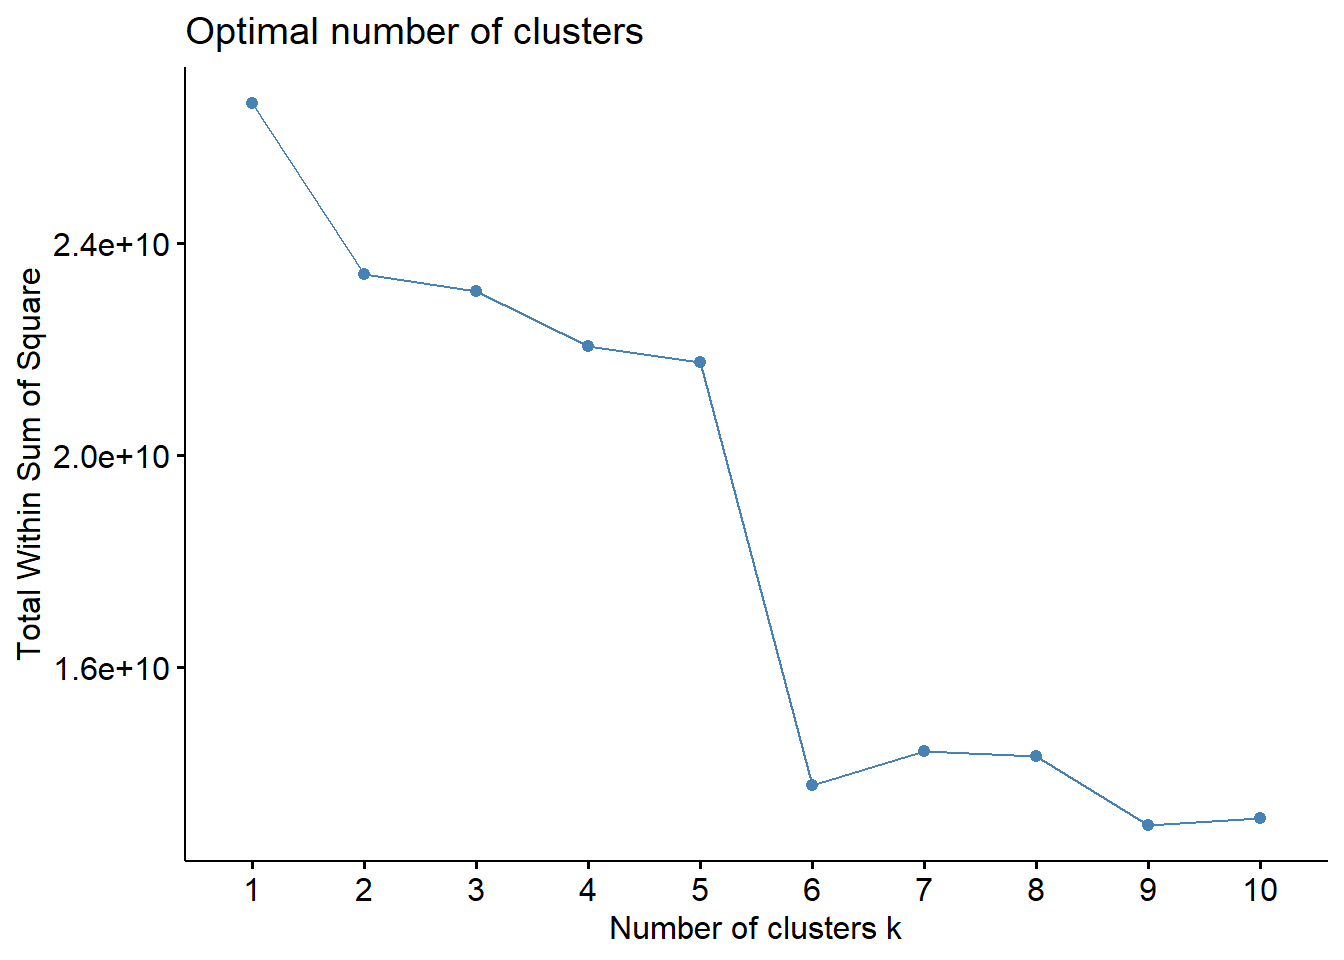 Optimal number of clusters
Total Within Sum of Square
2.4e+10
2.0e+10
1.6e+10
1 2 3 4 5 6 7 8 9 10
Number of clusters k